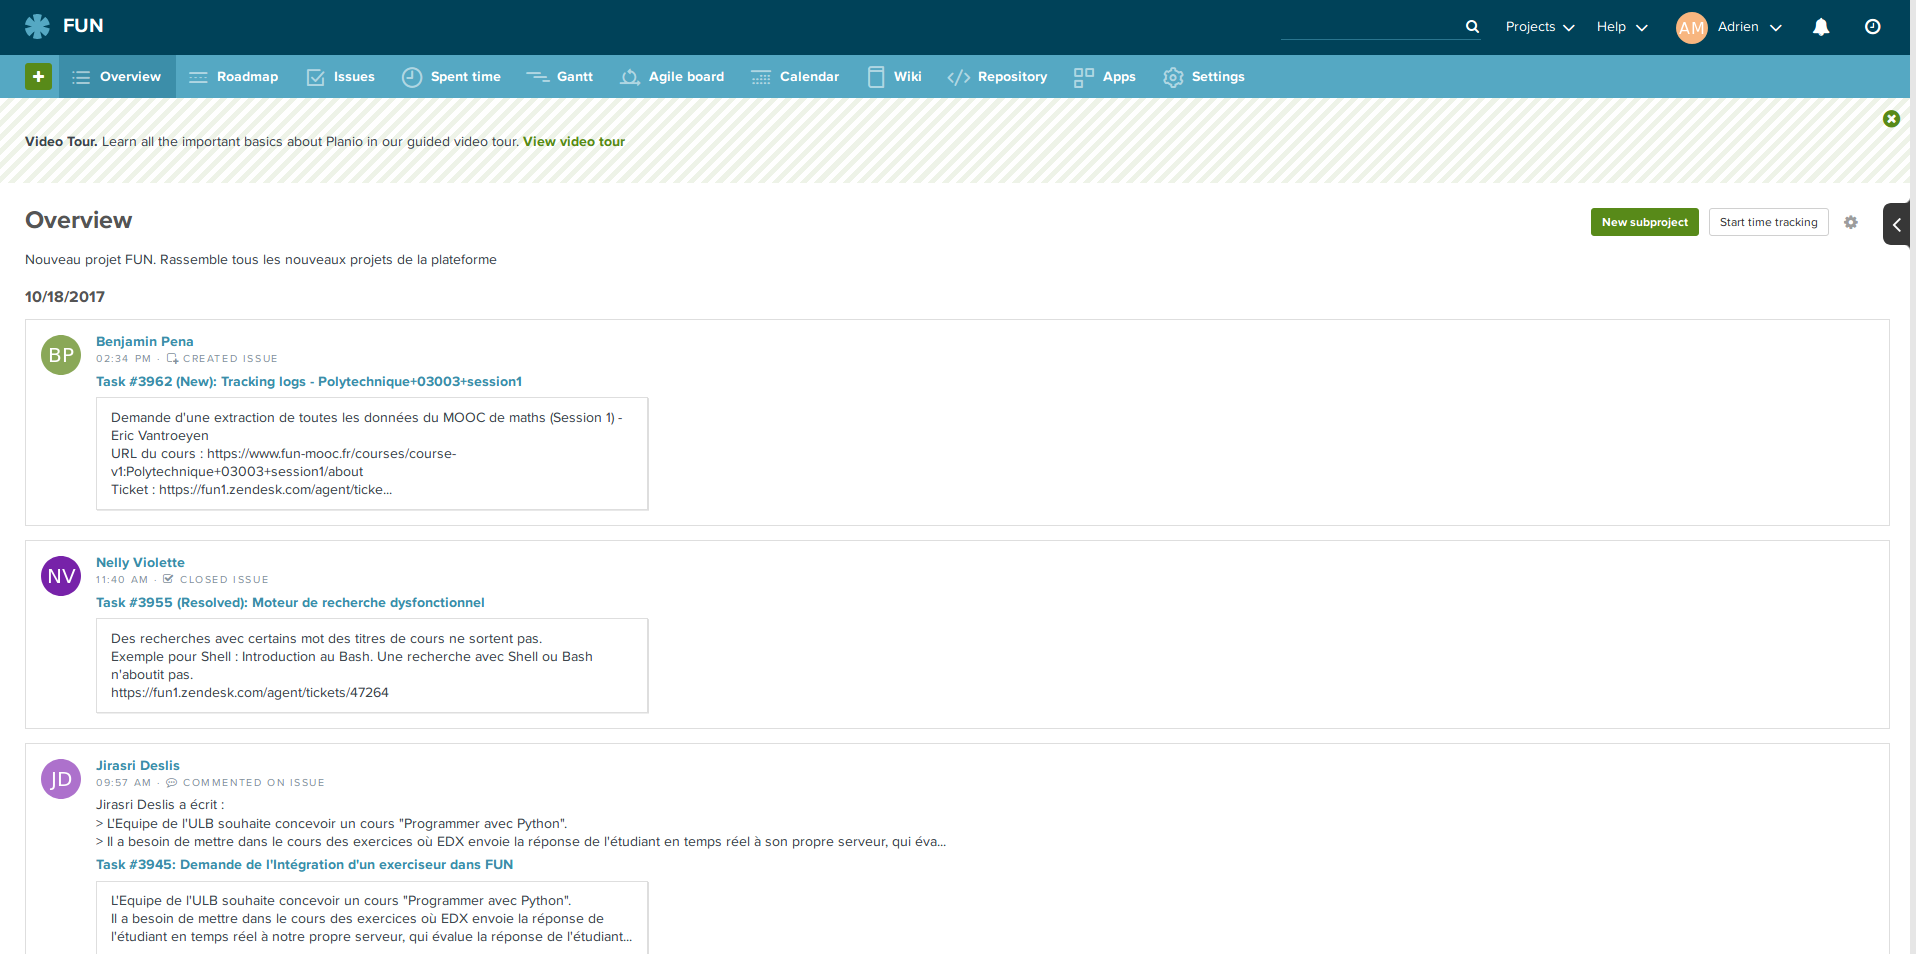 FUN
Projects
Help
AM
Adrien
Overview
Roadmap
Issues
Spent time
Gantt
Agile board
Calendar
Wiki
Repository
Apps
Settings
Video Tour. Learn all the important basics about Planio in our guided video tour. View video tour
Overview
New subproject
Start time tracking
Nouveau projet FUN. Rassemble tous les nouveaux projets de la plateforme
10/18/2017
BP
Benjamin Pena
02:34 PM · CREATED ISSUE
Task #3962 (New): Tracking logs - Polytechnique+03003+session1
Demande d'une extraction de toutes les données du MOOC de maths (Session 1) -
Eric Vantroeyen
URL du cours : https://www.fun-mooc.fr/courses/course-
v1:Polytechnique+03003+session1/about
Ticket : https://fun1.zendesk.com/agent/ticke...
NV
Nelly Violette
11:40 AM · CLOSED ISSUE
Task #3955 (Resolved): Moteur de recherche dysfonctionnel
Des recherches avec certains mot des titres de cours ne sortent pas.
Exemple pour Shell : Introduction au Bash. Une recherche avec Shell ou Bash
n'aboutit pas.
https://fun1.zendesk.com/agent/tickets/47264
JD
Jirasri Deslis
09:57 AM · COMMENTED ON ISSUE
Jirasri Deslis a écrit :
> L'Equipe de l'ULB souhaite concevoir un cours "Programmer avec Python".
> Il a besoin de mettre dans le cours des exercices où EDX envoie la réponse de l'étudiant en temps réel à son propre serveur, qui éva...
Task #3945: Demande de l'Intégration d'un exerciseur dans FUN
L'Equipe de l'ULB souhaite concevoir un cours "Programmer avec Python".
Il a besoin de mettre dans le cours des exercices où EDX envoie la réponse de
l'étudiant en temps réel à notre propre serveur, qui évalue la réponse de l'étudiant...